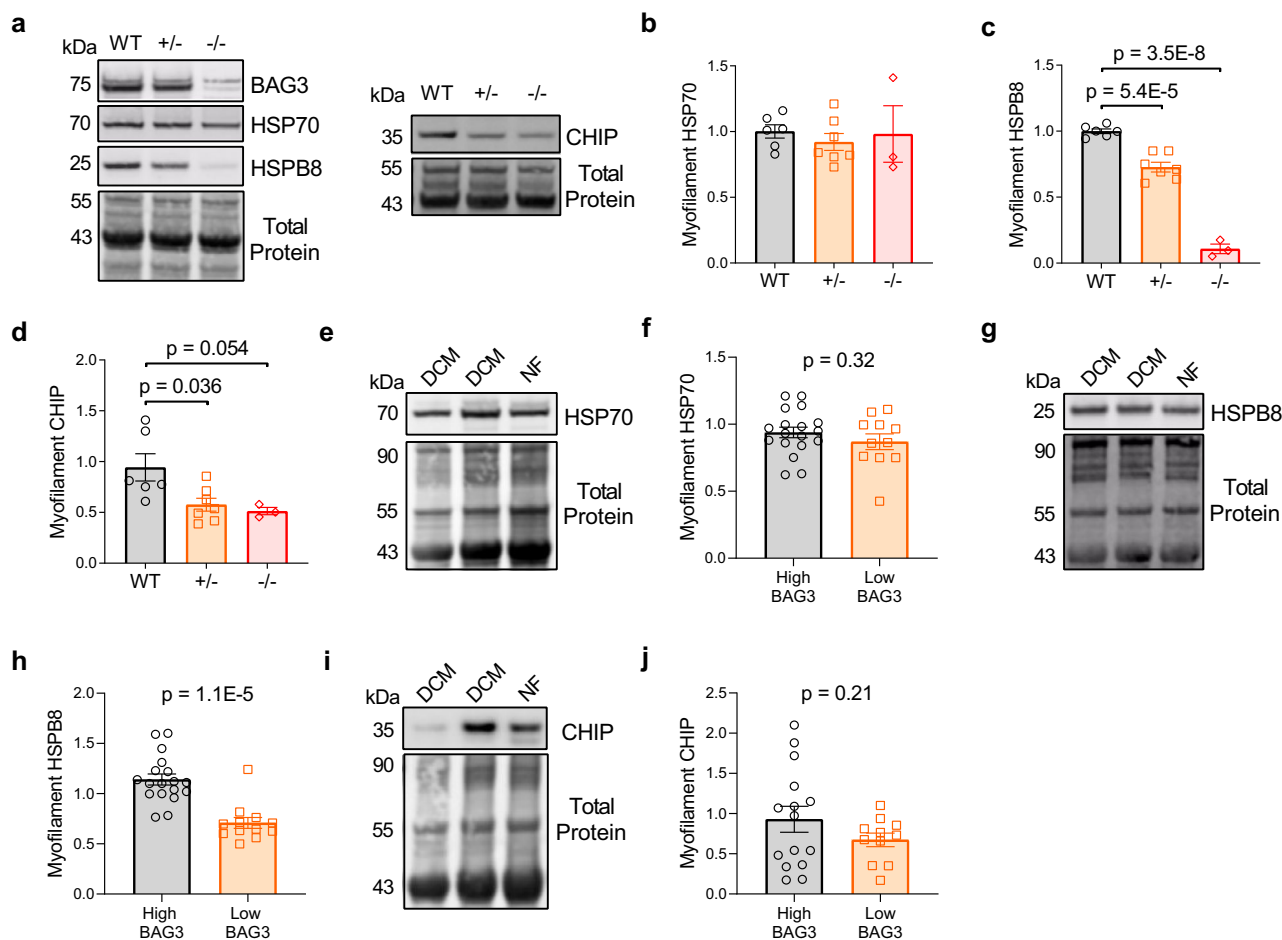 a
kDa WT +/- -/-
75 BAG3
70 HSP70
25 HSPB8
55
43
Total
Protein
kDa WT +/- -/-
35 CHIP
55
43
Total
Protein
b
Myofilament HSP70
1.5
1.0
0.5
0.0
WT +/- -/-
c
Myofilament HSPB8
1.5
1.0
0.5
0.0
p = 3.5E-8
p = 5.4E-5
WT +/- -/-
d
Myofilament CHIP
2.0
1.5
1.0
0.5
0.0
p = 0.054
p = 0.036
WT +/- -/-
e
kDa DCM DCM NF
70 HSP70
90
55
43
Total
Protein
f
Myofilament HSP70
1.5
1.0
0.5
0.0
p = 0.32
High
BAG3
Low
BAG3
g
kDa DCM DCM NF
25 HSPB8
90
55
43
Total
Protein
h
Myofilament HSPB8
2.0
1.5
1.0
0.5
0.0
p = 1.1E-5
High
BAG3
Low
BAG3
i
kDa DCM DCM NF
35 CHIP
90
55
43
Total
Protein
j
Myofilament CHIP
2.5
2.0
1.5
1.0
0.5
0.0
p = 0.21
High
BAG3
Low
BAG3